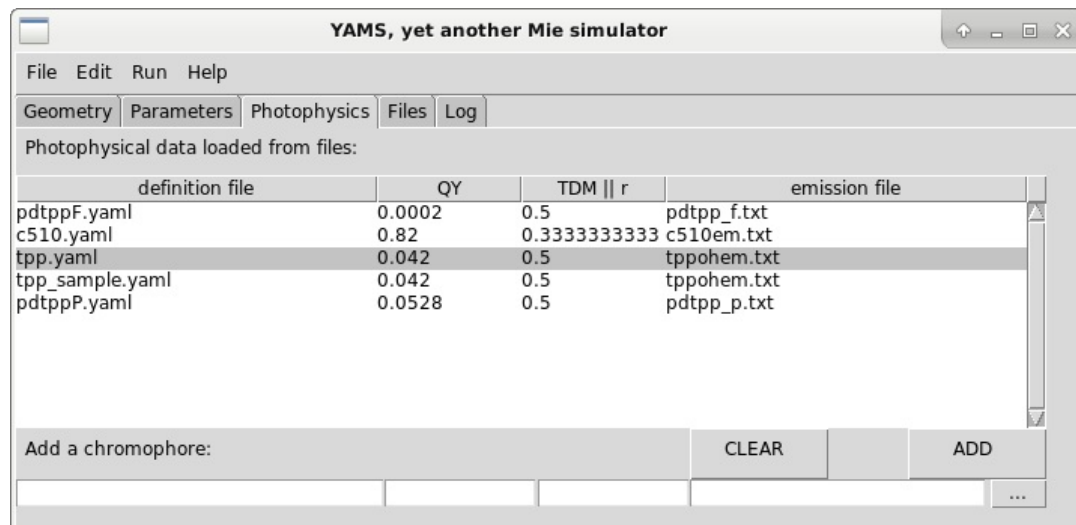 YAMS, yet another Mie simulator
File Edit Run Help
Geometry Parameters Photophysics Files Log
Photophysical data loaded from files:
definition file QY TDM || r emission file
pdtppF.yaml 0.0002 0.5 pdtpp_f.txt
c510.yaml 0.82 0.3333333333 c510em.txt
tpp.yaml 0.042 0.5 tppohem.txt
tpp_sample.yaml 0.042 0.5 tppohem.txt
pdtppP.yaml 0.0528 0.5 pdtpp_p.txt
Add a chromophore: CLEAR ADD
...